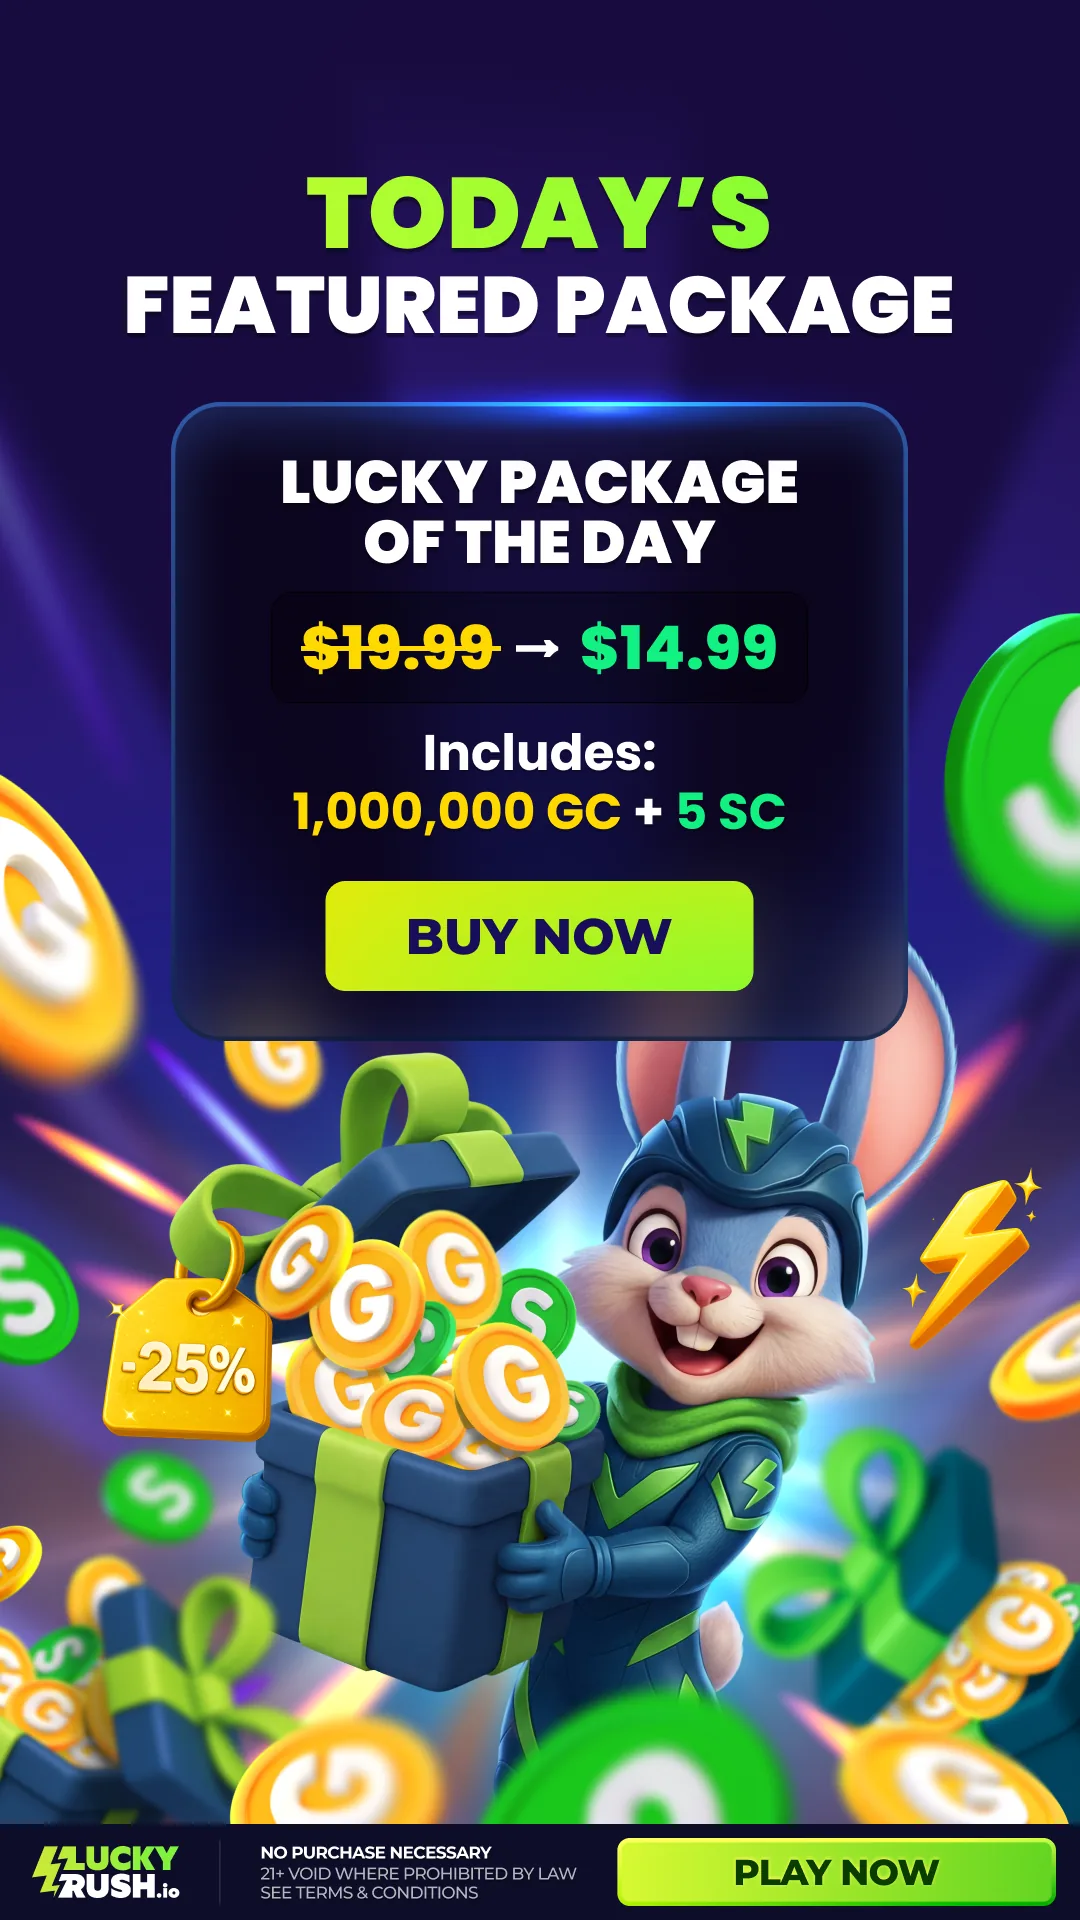 TODAY'S
FEATURED PACKAGE
LUCKY PACKAGE
OF THE DAY
$19.99 → $14.99
Includes:
1,000,000 GC + 5 SC
BUY NOW
-25%
LUCKY
RUSH.io
NO PURCHASE NECESSARY
21+ VOID WHERE PROHIBITED BY LAW
SEE TERMS & CONDITIONS
PLAY NOW